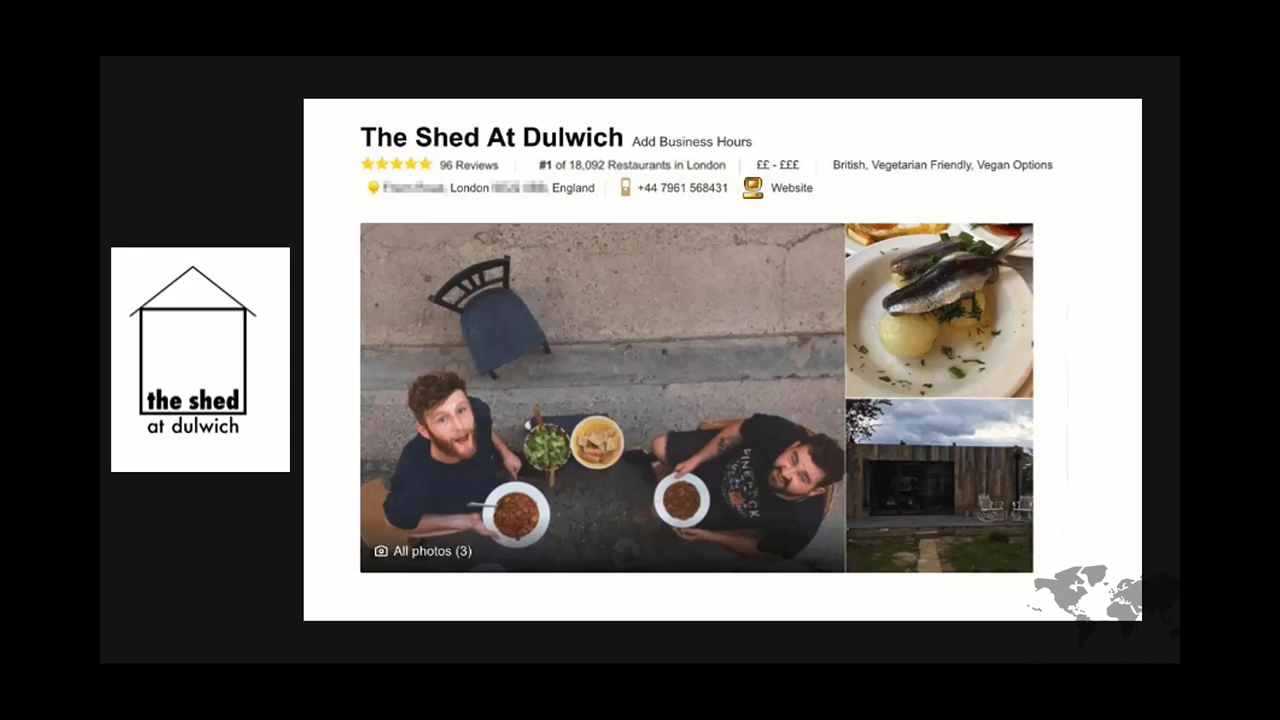 The Shed At Dulwich Add Business Hours
96 Reviews #1 of 18,092 Restaurants in London ££ - £££ British, Vegetarian Friendly, Vegan Options
London England +44 7961 568431 Website
the shed
at dulwich
All photos (3)